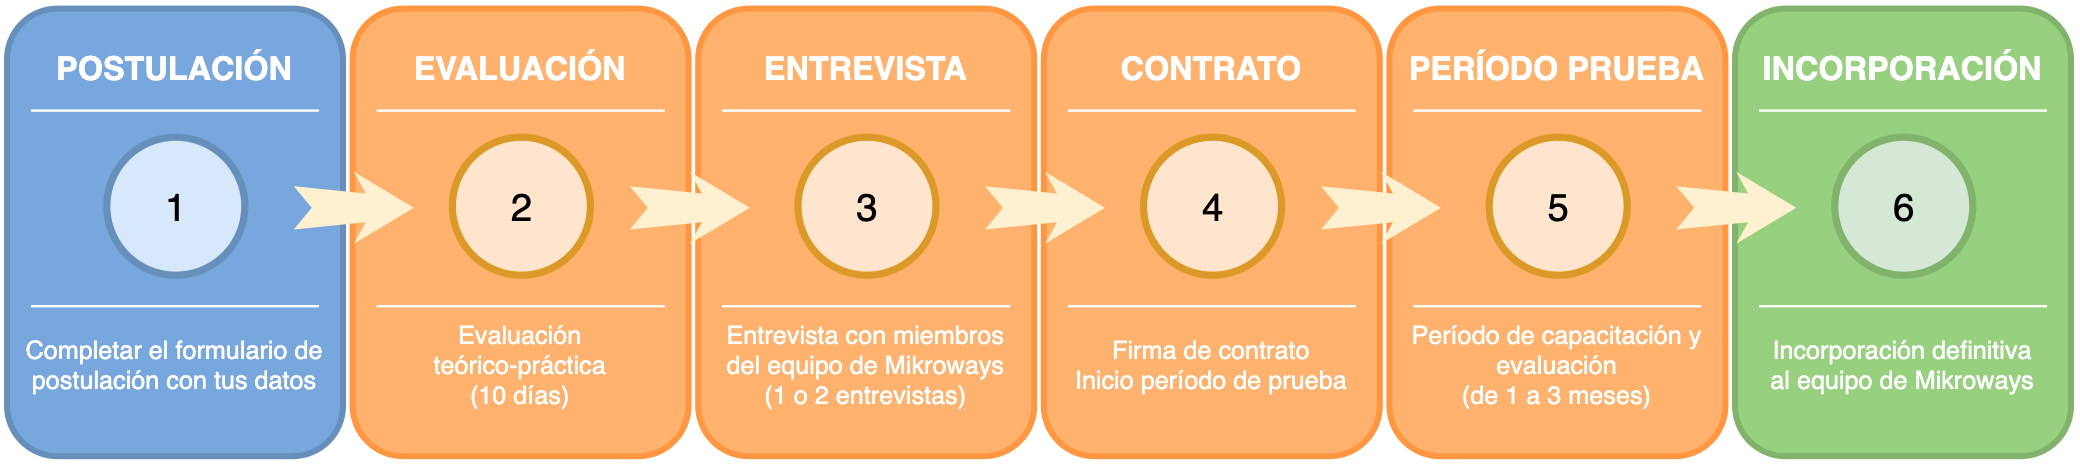 POSTULACIÓN
1
Completar el formulario de
postulación con tus datos
EVALUACIÓN
2
Evaluación
teórico-práctica
(10 días)
ENTREVISTA
3
Entrevista con miembros
del equipo de Mikroways
(1 o 2 entrevistas)
CONTRATO
4
Firma de contrato
Inicio período de prueba
PERÍODO PRUEBA
5
Período de capacitación y
evaluación
(de 1 a 3 meses)
INCORPORACIÓN
6
Incorporación definitiva
al equipo de Mikroways